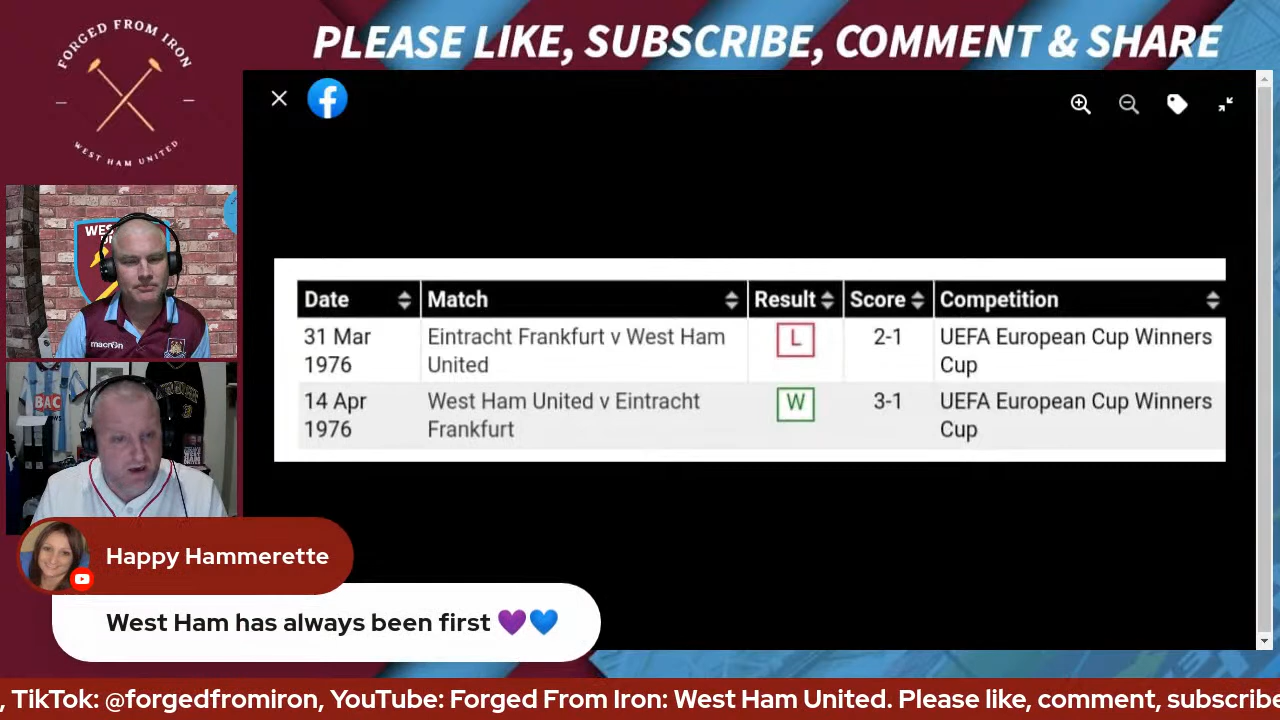 FORGED FROM IRON
WEST HAM UNITED
PLEASE LIKE, SUBSCRIBE, COMMENT & SHARE
WES
macron
BAC
Date
Match
Result
Score
Competition
31 Mar
1976
Eintracht Frankfurt v West Ham
United
L
2-1
UEFA European Cup Winners
Cup
14 Apr
1976
West Ham United v Eintracht
Frankfurt
W
3-1
UEFA European Cup Winners
Cup
Happy Hammerette
West Ham has always been first 💜💙
, TikTok: @forgedfromiron, YouTube: Forged From Iron: West Ham United. Please like, comment, subscribe